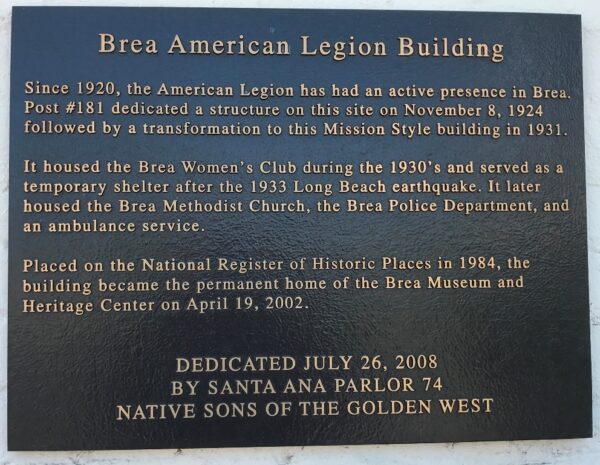 Brea American Legion Building
Since 1920, the American Legion has had an active presence in Brea.
Post #181 dedicated a structure on this site on November 8, 1924
followed by a transformation to this Mission Style building in 1931.
It housed the Brea Women's Club during the 1930's and served as a
temporary shelter after the 1933 Long Beach earthquake. It later
housed the Brea Methodist Church, the Brea Police Department, and
an ambulance service.
Placed on the National Register of Historic Places in 1984, the
building became the permanent home of the Brea Museum and
Heritage Center on April 19, 2002.
DEDICATED JULY 26, 2008
BY SANTA ANA PARLOR 74
NATIVE SONS OF THE GOLDEN WEST